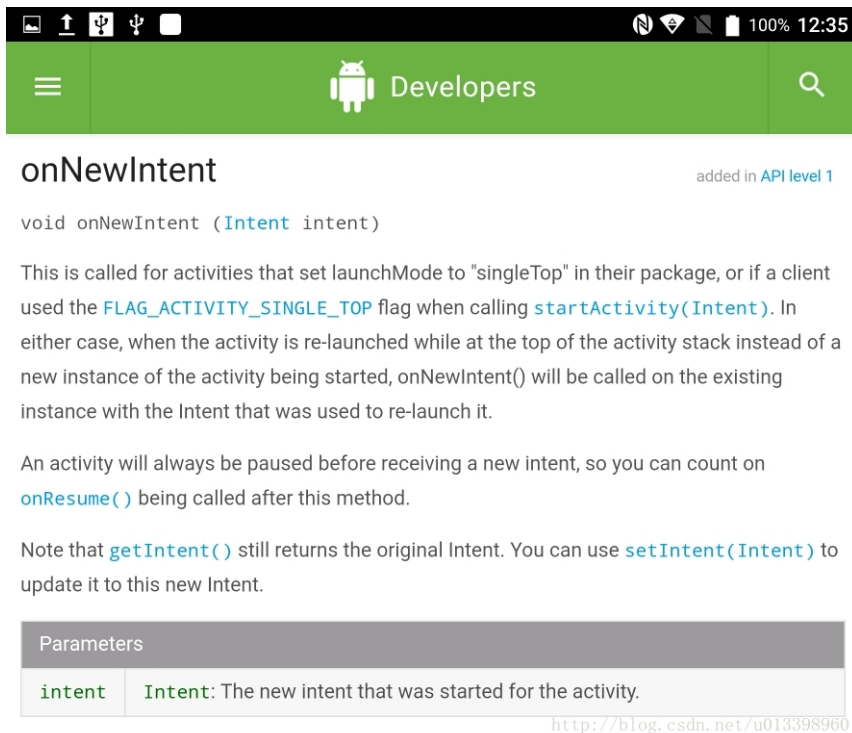 100% 12:35
Developers
onNewIntent
added in API level 1
void onNewIntent (Intent intent)
This is called for activities that set launchMode to "singleTop" in their package, or if a client
used the FLAG_ACTIVITY_SINGLE_TOP flag when calling startActivity(Intent). In
either case, when the activity is re-launched while at the top of the activity stack instead of a
new instance of the activity being started, onNewIntent() will be called on the existing
instance with the Intent that was used to re-launch it.
An activity will always be paused before receiving a new intent, so you can count on
onResume() being called after this method.
Note that getIntent() still returns the original Intent. You can use setIntent(Intent) to
update it to this new Intent.
Parameters
intent Intent: The new intent that was started for the activity.
http://blog.csdn.net/u013398960